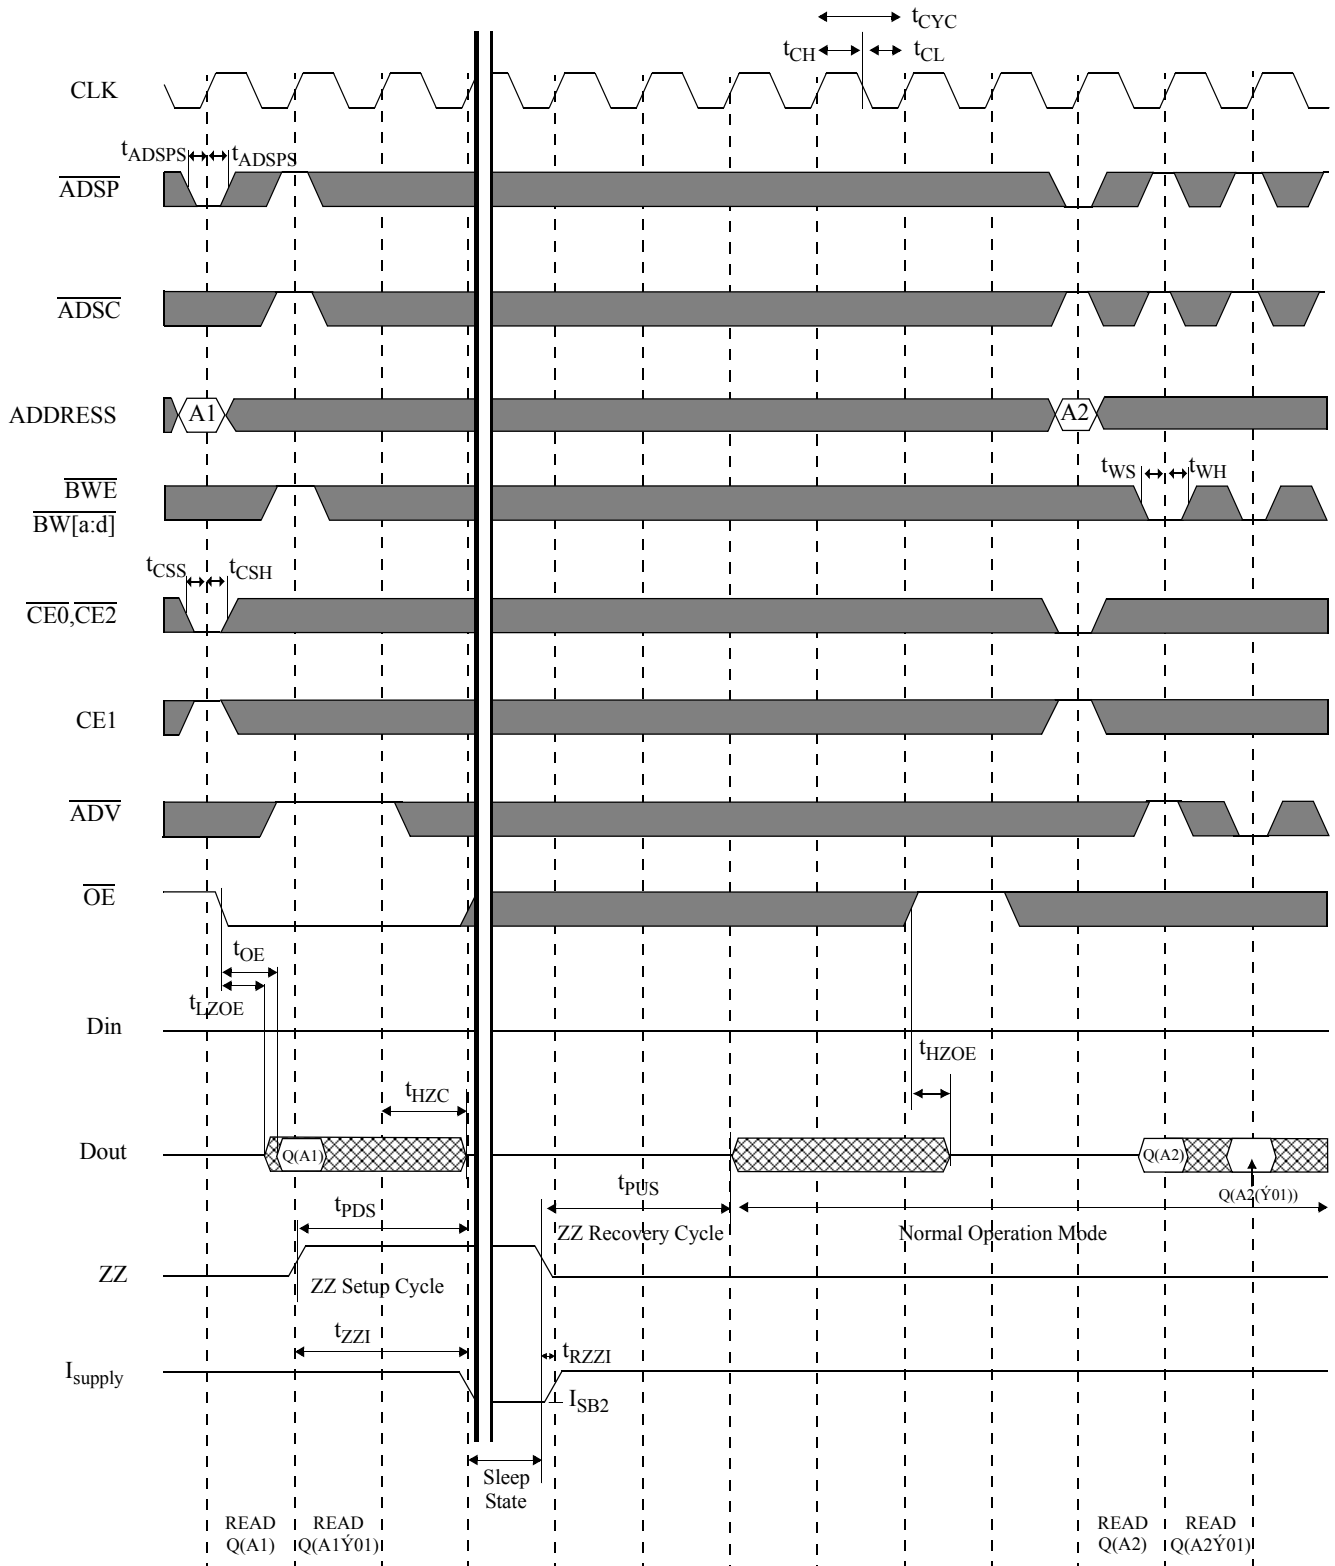 tCYC
tCH
tCL
CLK
tADSPS
tADSPS
ADSP
ADSC
ADDRESS
A1
A2
tWS
tWH
BWE
BW[a:d]
tCSS
tCSH
CE0,CE2
CE1
ADV
OE
tOE
tLZOE
Din
tHZOE
tHZC
Dout
Q(A1)
Q(A2)
Q(A2(Ý01))
tPUS
tPDS
ZZ Recovery Cycle
Normal Operation Mode
ZZ
ZZ Setup Cycle
tZZI
tRZZI
Isupply
ISB2
Sleep
State
READ
Q(A1)
READ
Q(A1Ý01)
READ
Q(A2)
READ
Q(A2Ý01)